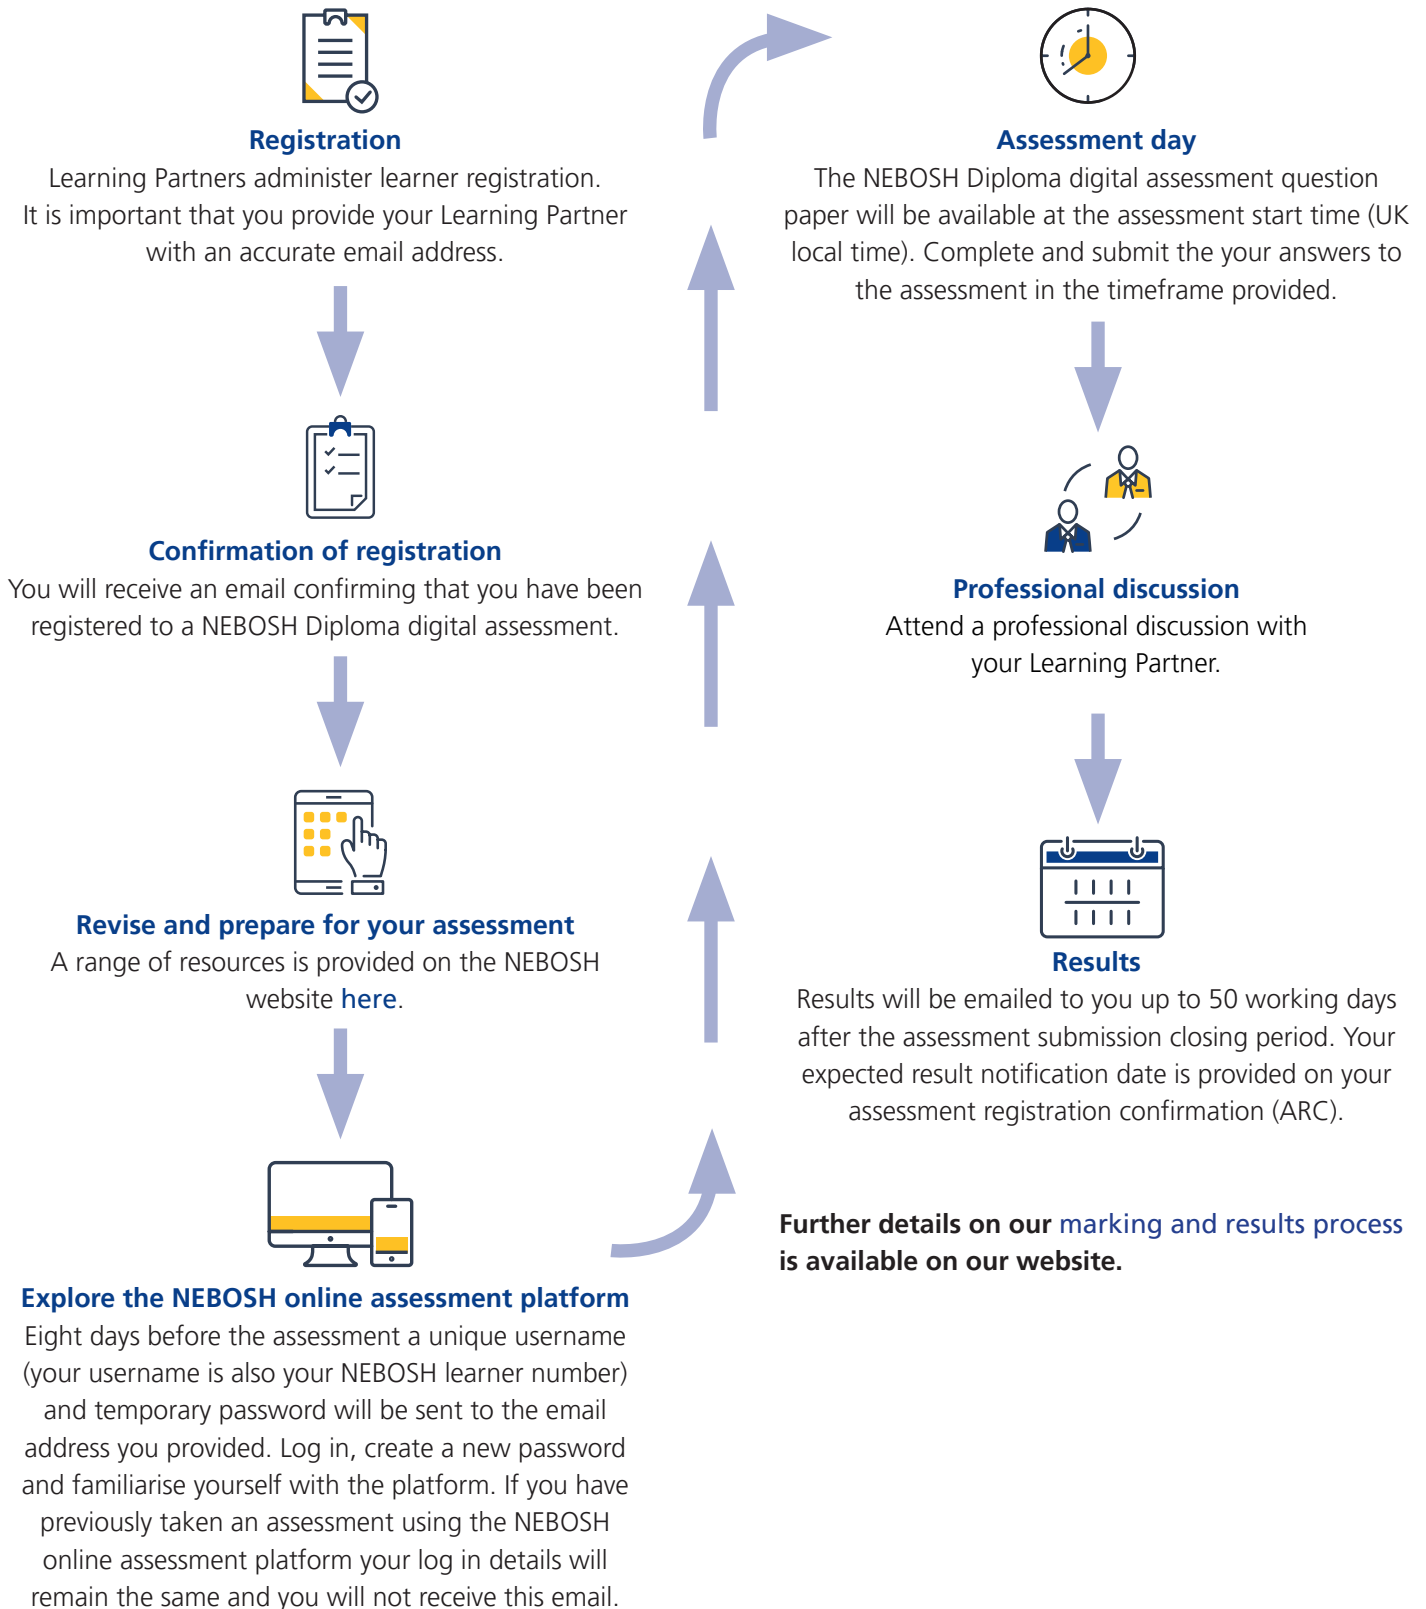 Registration
Learning Partners administer learner registration.
It is important that you provide your Learning Partner
with an accurate email address.
Confirmation of registration
You will receive an email confirming that you have been
registered to a NEBOSH Diploma digital assessment.
Revise and prepare for your assessment
A range of resources is provided on the NEBOSH
website here.
Explore the NEBOSH online assessment platform
Eight days before the assessment a unique username
(your username is also your NEBOSH learner number)
and temporary password will be sent to the email
address you provided. Log in, create a new password
and familiarise yourself with the platform. If you have
previously taken an assessment using the NEBOSH
online assessment platform your log in details will
remain the same and you will not receive this email.
Assessment day
The NEBOSH Diploma digital assessment question
paper will be available at the assessment start time (UK
local time). Complete and submit the your answers to
the assessment in the timeframe provided.
Professional discussion
Attend a professional discussion with
your Learning Partner.
Results
Results will be emailed to you up to 50 working days
after the assessment submission closing period. Your
expected result notification date is provided on your
assessment registration confirmation (ARC).
Further details on our marking and results process
is available on our website.